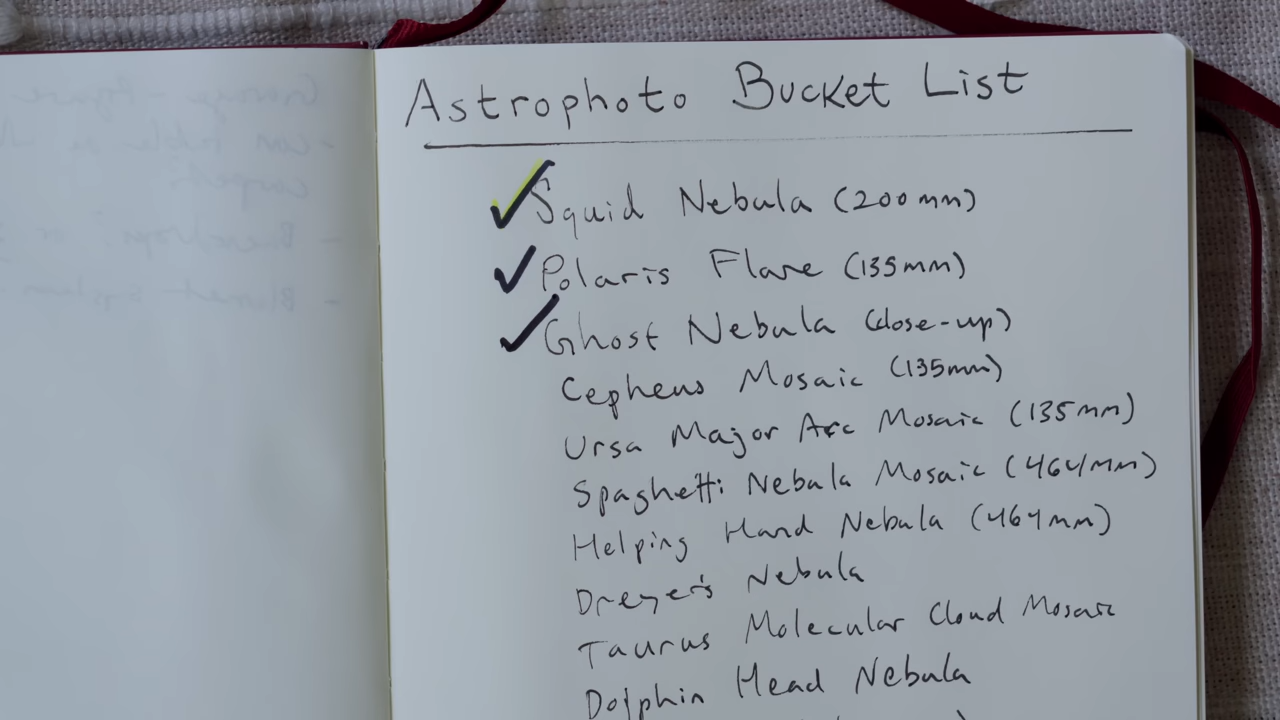 Astrophoto Bucket List
Squid Nebula (200mm)
Polaris Flare (135mm)
Ghost Nebula (close-up)
Cepheus Mosaic (135mm)
Ursa Major Arc Mosaic (135mm)
Spaghetti Nebula Mosaic (464mm)
Helping Hand Nebula (464mm)
Dreyer's Nebula
Taurus Molecular Cloud Mosaic
Dolphin Head Nebula